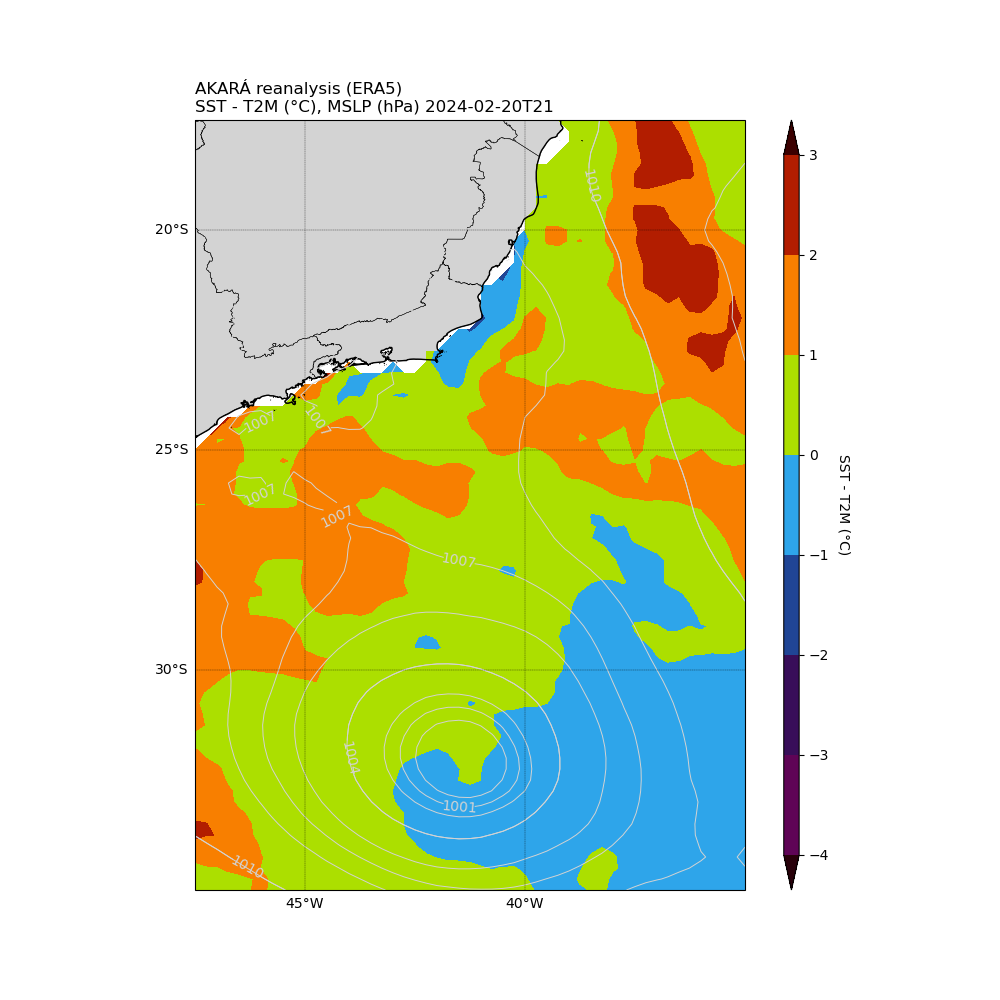 AKARÁ reanalysis (ERA5)
SST - T2M (°C), MSLP (hPa) 2024-02-20T21
3
1010
20°S
2
1
1007
1007
25°S
0
SST - T2M (°C)
1007
1007
1007
−1
−2
30°S
1004
−3
1001
−4
1010
45°W
40°W